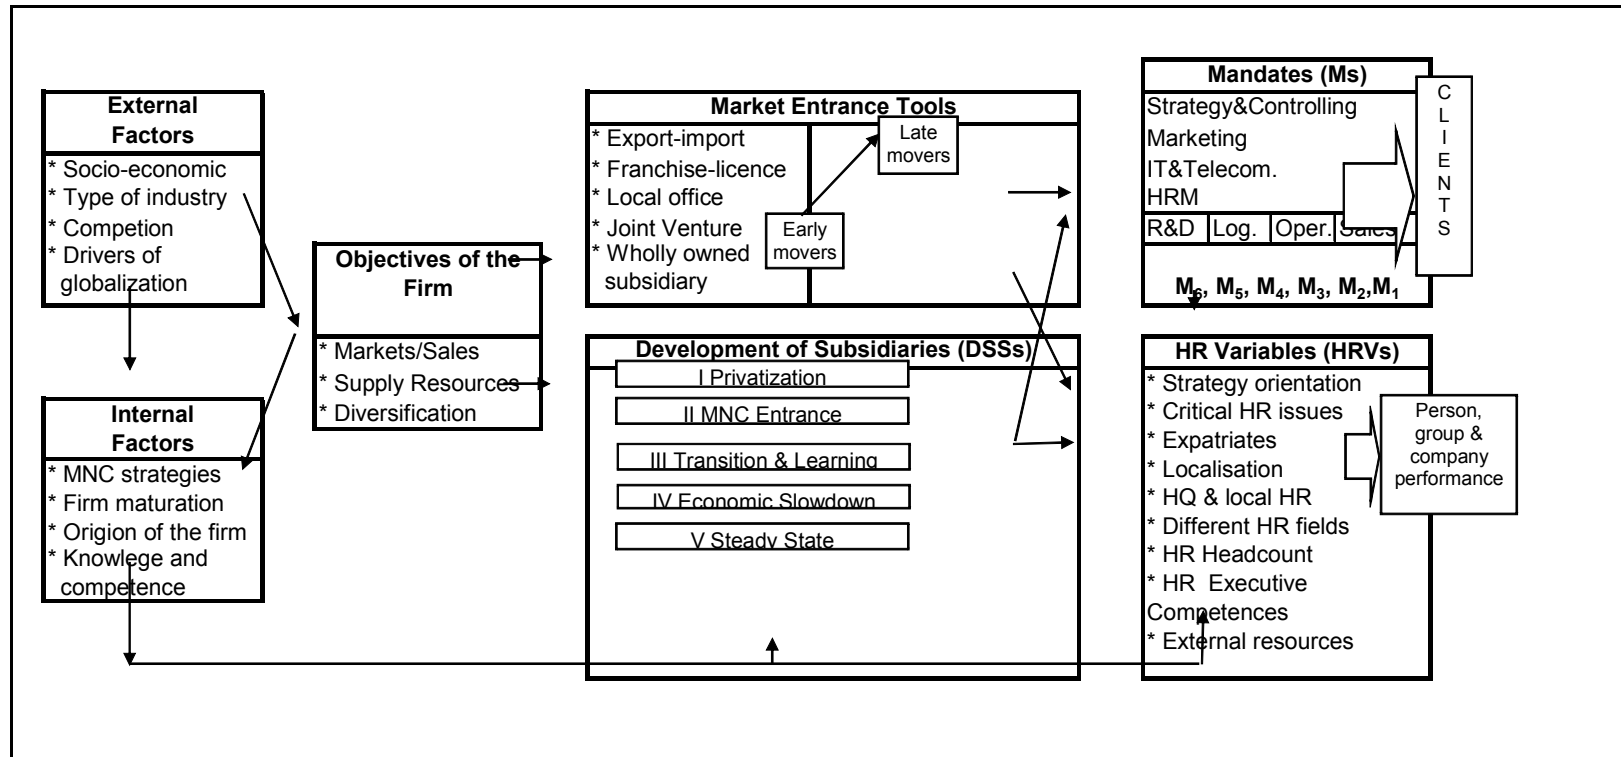 External
Factors
* Socio-economic
* Type of industry
* Competion
* Drivers of
globalization
Internal
Factors
* MNC strategies
* Firm maturation
* Origion of the firm
* Knowlege and
competence
Objectives of the
Firm
* Markets/Sales
* Supply Resources
* Diversification
Market Entrance Tools
* Export-import
* Franchise-licence
* Local office
* Joint Venture
* Wholly owned
subsidiary
Early
movers
Late
movers
Development of Subsidiaries (DSSs)
I Privatization
II MNC Entrance
III Transition & Learning
IV Economic Slowdown
V Steady State
Mandates (Ms)
Strategy&Controlling
Marketing
IT&Telecom.
HRM
R&D Log. Oper. Sales
M6, M5, M4, M3, M2,M1
C
L
I
E
N
T
S
HR Variables (HRVs)
* Strategy orientation
* Critical HR issues
* Expatriates
* Localisation
* HQ & local HR
* Different HR fields
* HR Headcount
* HR Executive
Competences
* External resources
Person,
group &
company
performance